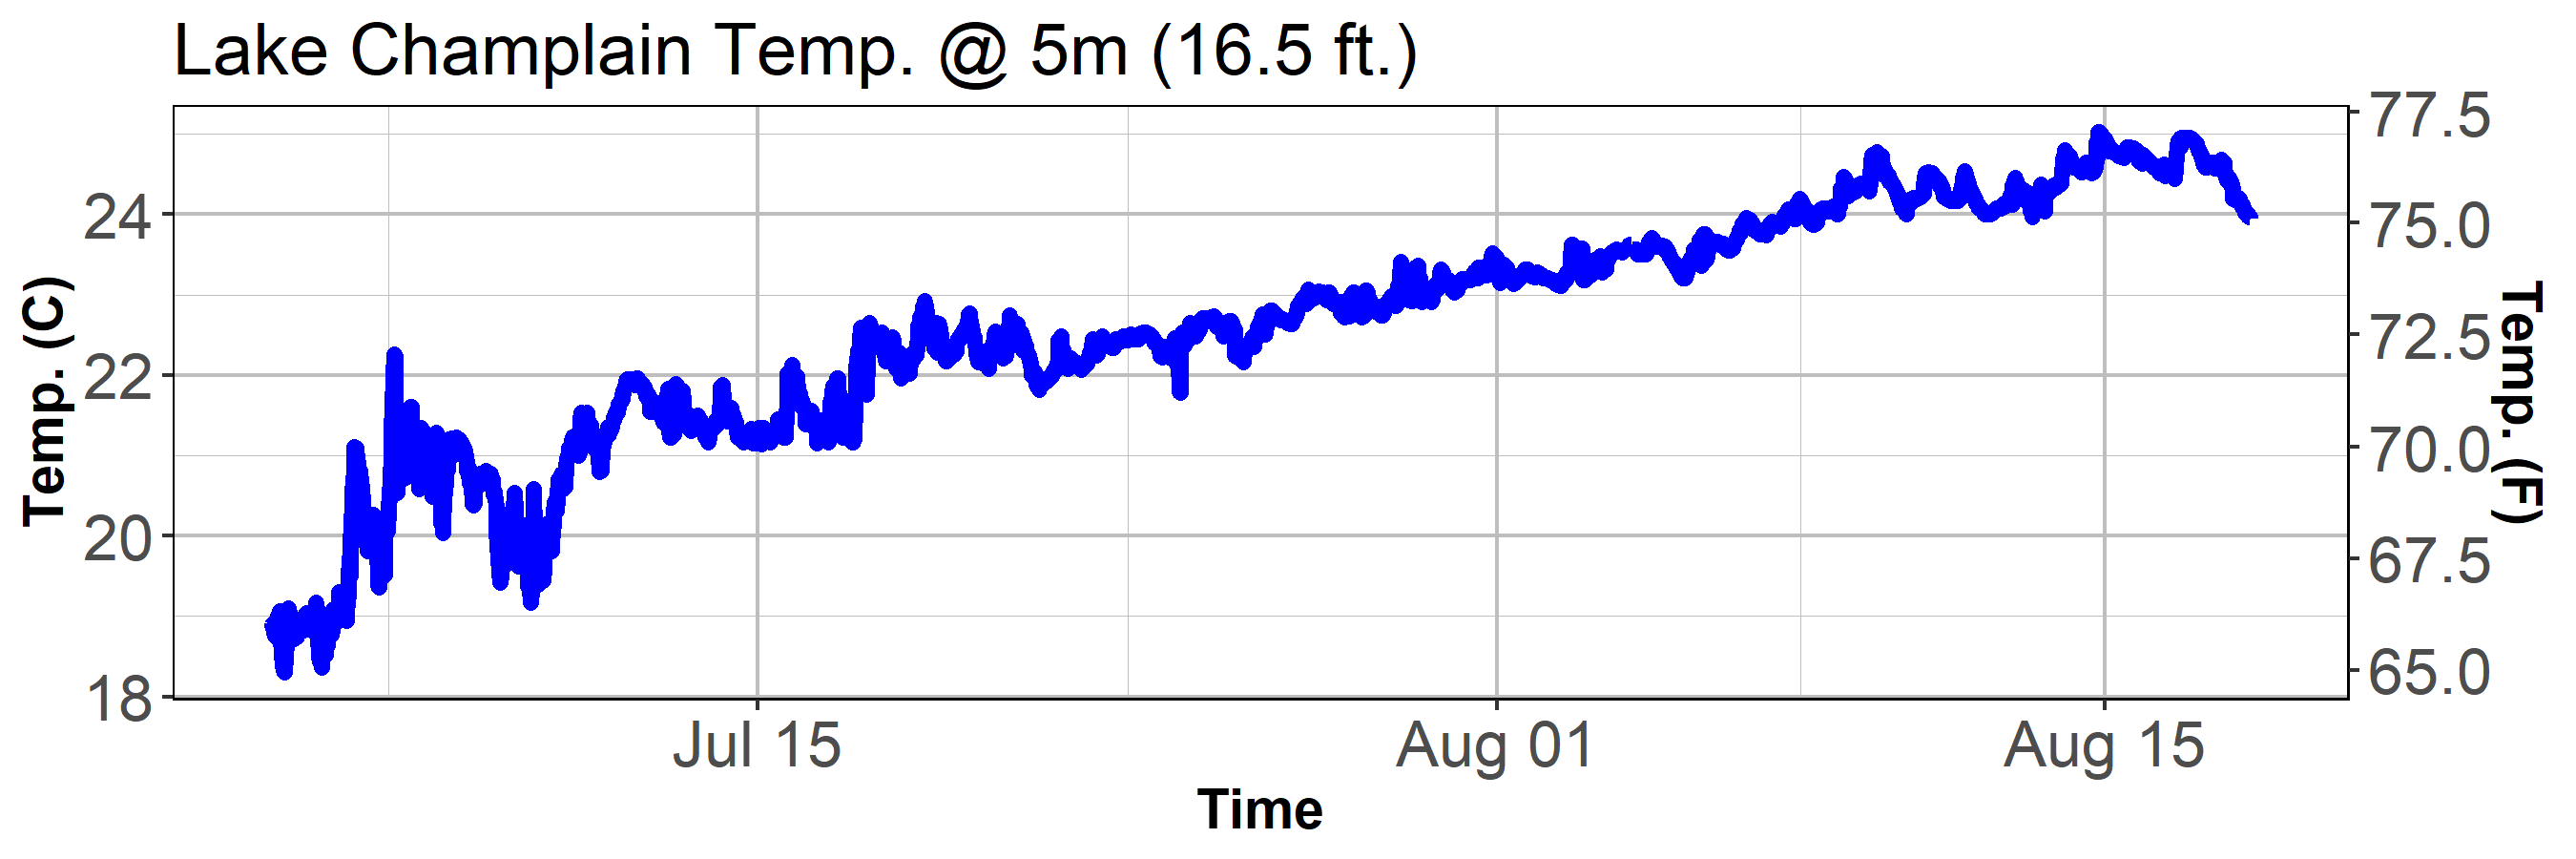 Lake Champlain Temp. @ 5m (16.5 ft.)
Temp. (C)
24
22
20
18
77.5
75.0
72.5
70.0
67.5
65.0
Temp. (F)
Jul 15
Aug 01
Aug 15
Time